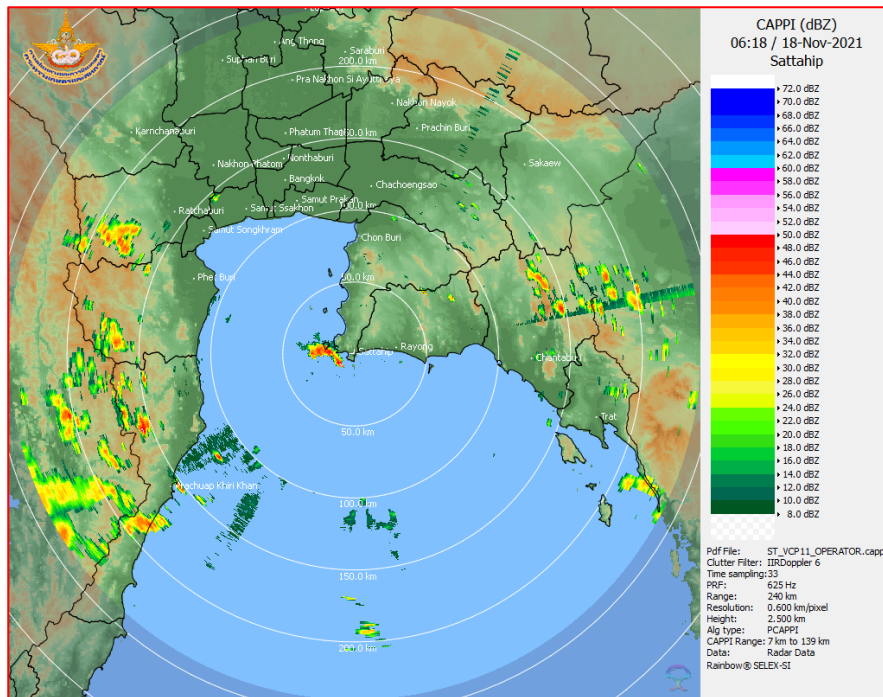 CAPPI (dBZ)
06:18 / 18-Nov-2021
Sattahip
72.0 dBZ
70.0 dBZ
68.0 dBZ
66.0 dBZ
64.0 dBZ
62.0 dBZ
60.0 dBZ
58.0 dBZ
56.0 dBZ
54.0 dBZ
52.0 dBZ
50.0 dBZ
48.0 dBZ
46.0 dBZ
44.0 dBZ
42.0 dBZ
40.0 dBZ
38.0 dBZ
36.0 dBZ
34.0 dBZ
32.0 dBZ
30.0 dBZ
28.0 dBZ
26.0 dBZ
24.0 dBZ
22.0 dBZ
20.0 dBZ
18.0 dBZ
16.0 dBZ
14.0 dBZ
12.0 dBZ
10.0 dBZ
8.0 dBZ
Pdf File: ST_VCP11_OPERATOR.capp
Clutter Filter: IIRDoppler 6
Time sampling:33
PRF: 625 Hz
Range: 240 km
Resolution: 0.600 km/pixel
Height: 2.500 km
Alg type: PCAPPI
CAPPI Range: 7 km to 139 km
Data: Radar Data
Rainbow® SELEX-SI
Ang Thong
Saraburi
Suphan Buri
200.0 km
Pra Nakhon Si Ayutthaya
Nakhon Nayok
Karnchanaburi
Phatum Thani
Prachin Buri
Nonthaburi
Nakhon Phatom
Sakaew
Bangkok
Chachoengsao
Samut Prakan
Ratchaburi
Samut Ssakhon
Samut Songkhram
Chon Buri
Phet Buri
50.0 km
Rayong
Sattahip
Chantaburi
Trat
50.0 km
Prachuap Khiri Khan
100.0 km
150.0 km
200.0 km